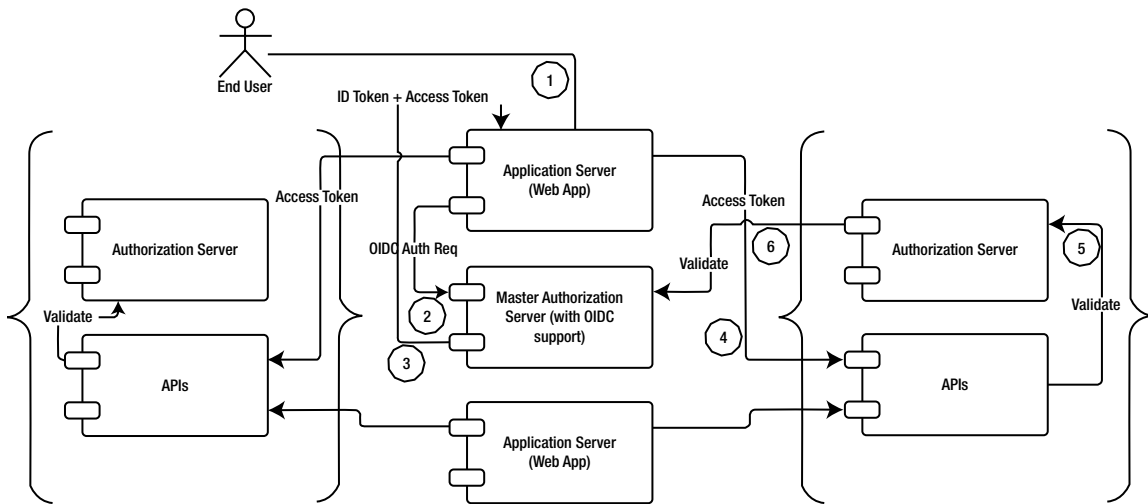 End User
1
ID Token + Access Token
Application Server
(Web App)
Access Token
Access Token
Authorization Server
OIDC Auth Req
6
Authorization Server
5
Validate
Master Authorization
Server (with OIDC
support)
2
Validate
Validate
3
4
APIs
APIs
Application Server
(Web App)